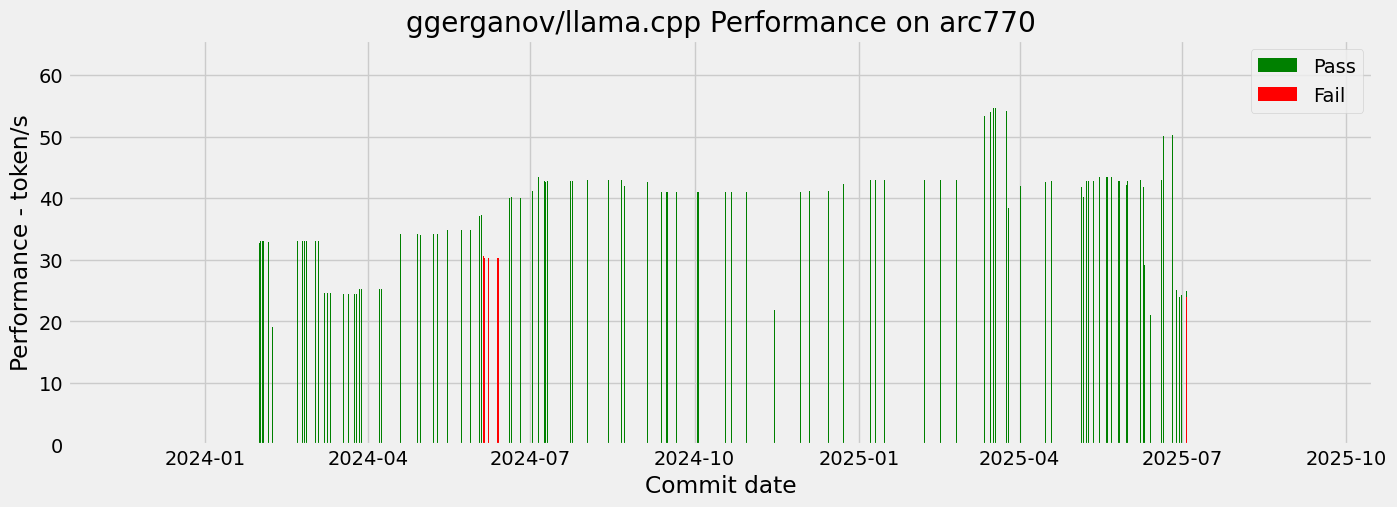 ggerganov/llama.cpp Performance on arc770
Performance - token/s
60
50
40
30
20
10
0
Pass
Fail
2024-01 2024-04 2024-07 2024-10 2025-01 2025-04 2025-07 2025-10
Commit date